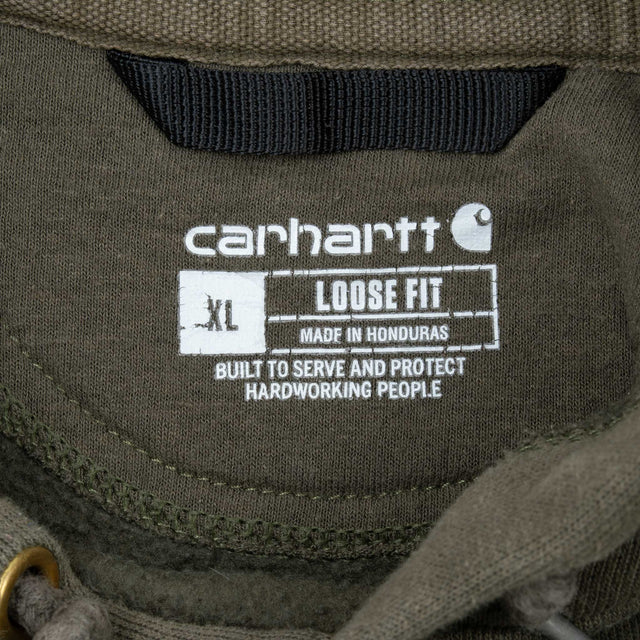 carhartt
XL
LOOSE FIT
MADE IN HONDURAS
BUILT TO SERVE AND PROTECT
HARDWORKING PEOPLE